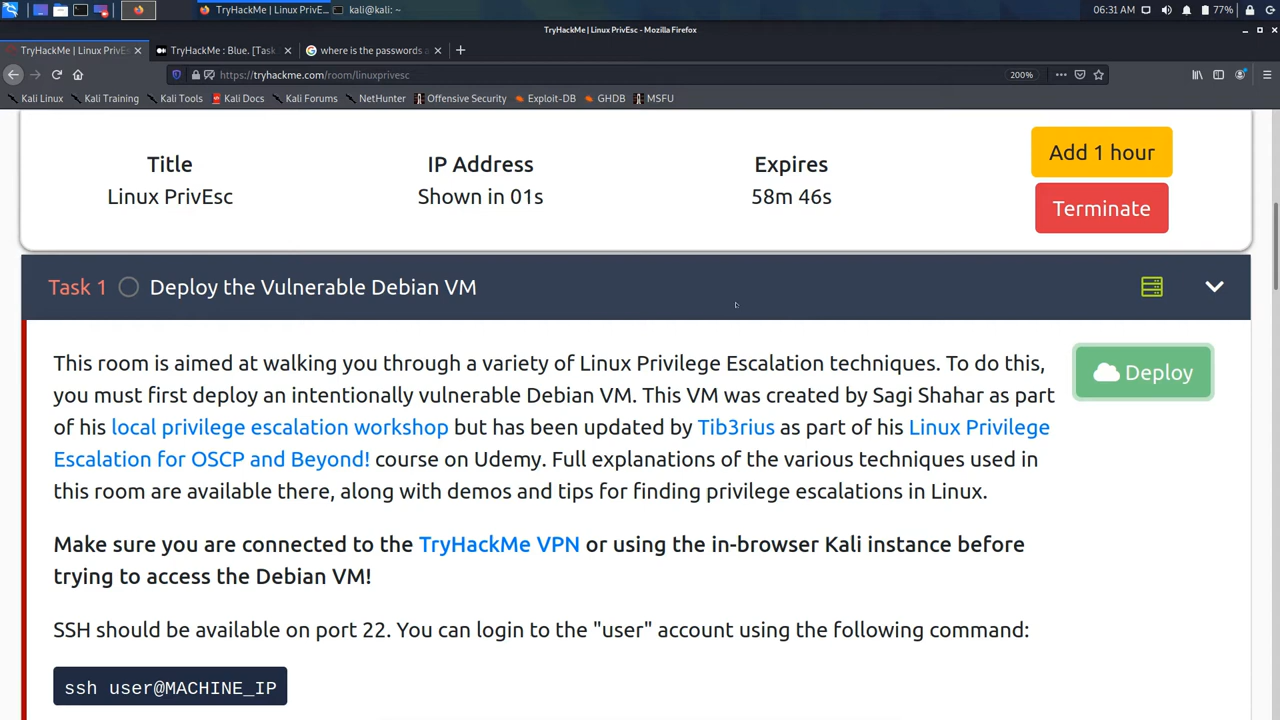 TryHackMe | Linux PrivE... kali@kali: ~ 06:31 AM 77%
TryHackMe | Linux PrivEsc - Mozilla Firefox
TryHackMe | Linux PrivEsc TryHackMe : Blue. [Task where is the passwords a
https://tryhackme.com/room/linuxprivesc 200%
Kali Linux Kali Training Kali Tools Kali Docs Kali Forums NetHunter Offensive Security Exploit-DB GHDB MSFU
Title IP Address Expires Add 1 hour
Linux PrivEsc Shown in 01s 58m 46s Terminate
Task 1 Deploy the Vulnerable Debian VM
This room is aimed at walking you through a variety of Linux Privilege Escalation techniques. To do this,
Deploy
you must first deploy an intentionally vulnerable Debian VM. This VM was created by Sagi Shahar as part
of his local privilege escalation workshop but has been updated by Tib3rius as part of his Linux Privilege
Escalation for OSCP and Beyond! course on Udemy. Full explanations of the various techniques used in
this room are available there, along with demos and tips for finding privilege escalations in Linux.
Make sure you are connected to the TryHackMe VPN or using the in-browser Kali instance before
trying to access the Debian VM!
SSH should be available on port 22. You can login to the "user" account using the following command:
ssh user@MACHINE_IP